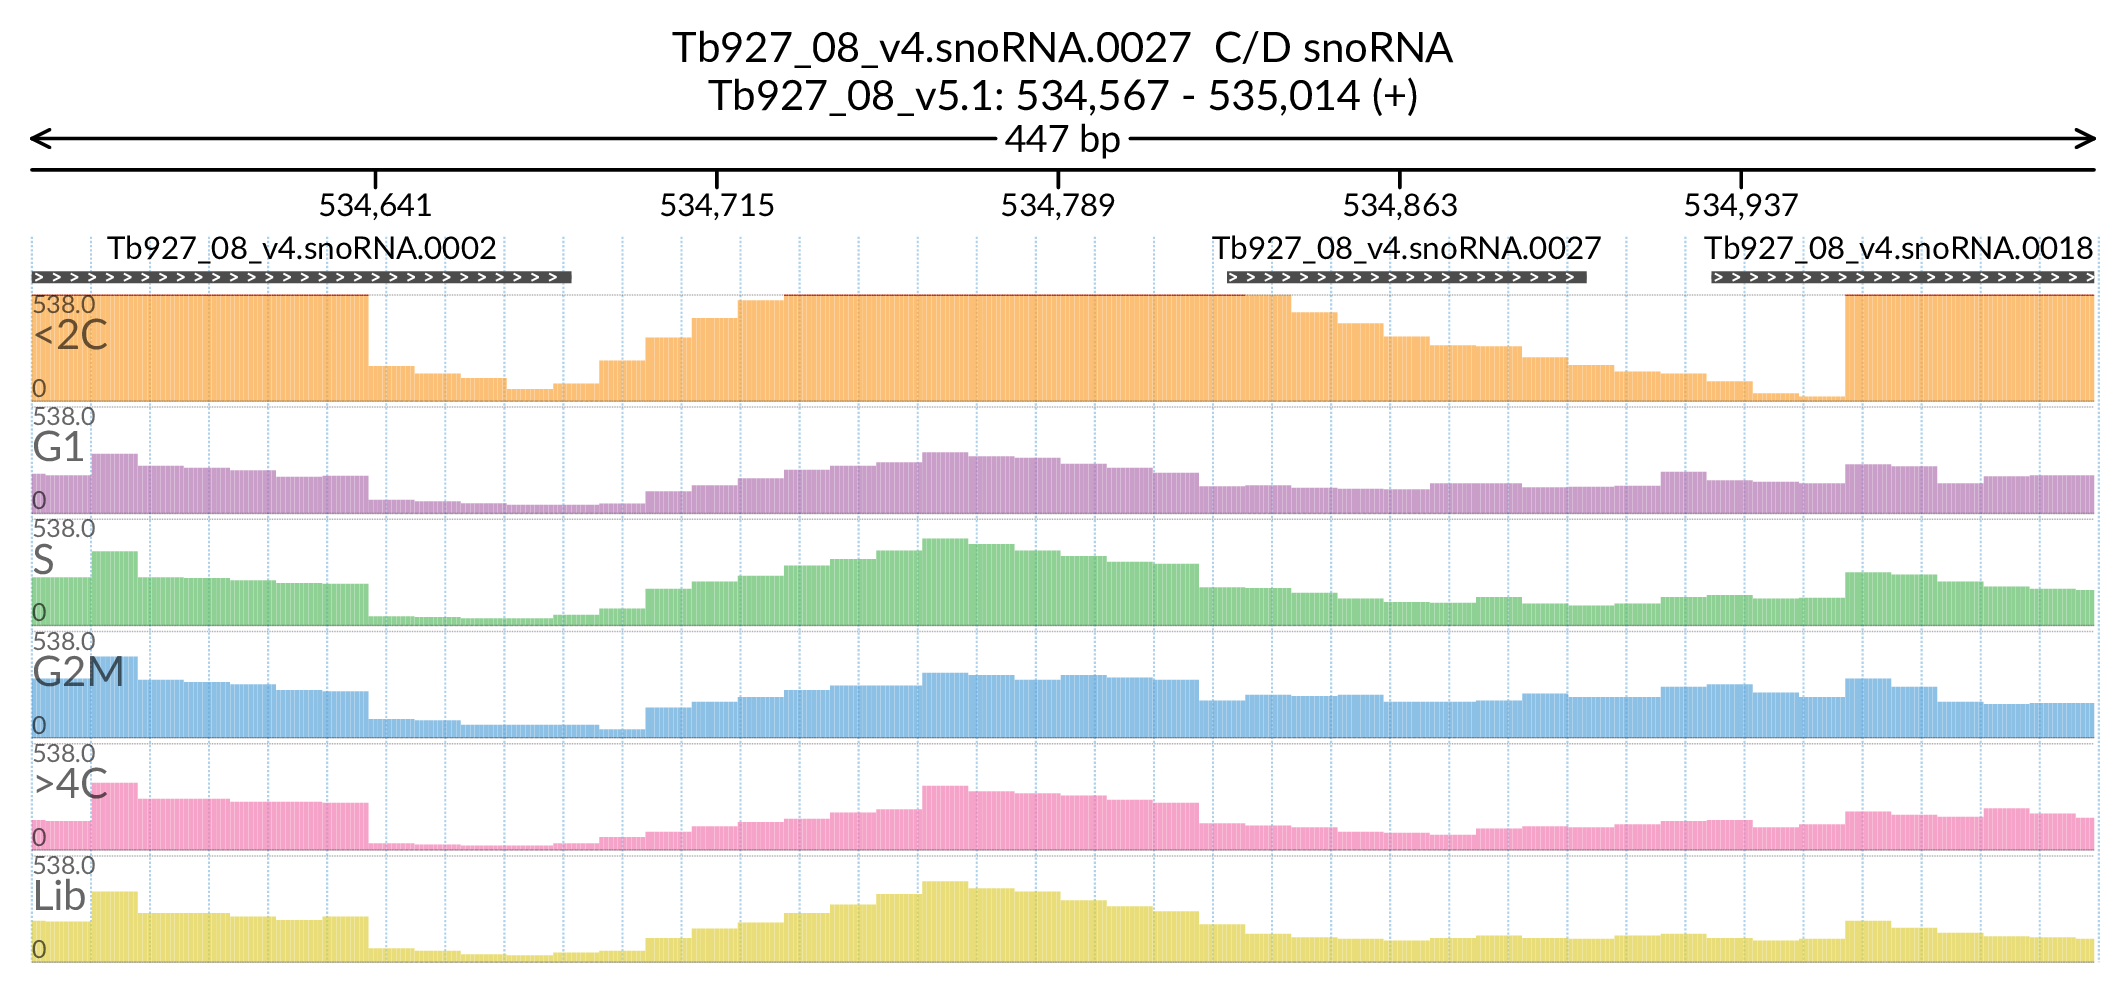 Tb927_08_v4.snoRNA.0027  C/D snoRNA
Tb927_08_v5.1: 534,567 - 535,014 (+)
447 bp
534,641 534,715 534,789 534,863 534,937
Tb927_08_v4.snoRNA.0002 Tb927_08_v4.snoRNA.0027 Tb927_08_v4.snoRNA.0018
538.0
<2C
0
538.0
G1
0
538.0
S
0
538.0
G2M
0
538.0
>4C
0
538.0
Lib
0